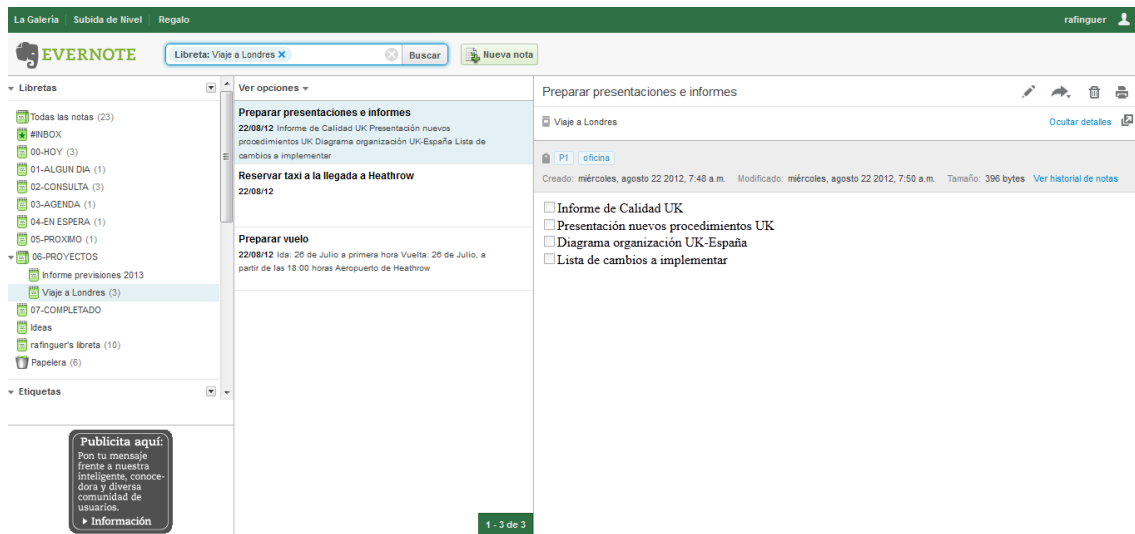 La Galería Subida de Nivel Regalo rafinguer
EVERNOTE Libreta: Viaje a Londres Buscar Nueva nota
Libretas
Todas las notas (23)
#INBOX
00-HOY (3)
01-ALGUN DIA (1)
02-CONSULTA (3)
03-AGENDA (1)
04-EN ESPERA (1)
05-PROXIMO (1)
06-PROYECTOS
Informe previsiones 2013
Viaje a Londres (3)
07-COMPLETADO
Ideas
rafinguer's libreta (10)
Papelera (6)
Etiquetas
Publicita aquí:
Pon tu mensaje
frente a nuestra
inteligente, conoce-
dora y diversa
comunidad de
usuarios.
Información
Ver opciones
Preparar presentaciones e informes
22/08/12 Informe de Calidad UK Presentación nuevos
procedimientos UK Diagrama organización UK-España Lista de
cambios a implementar
Reservar taxi a la llegada a Heathrow
22/08/12
Preparar vuelo
22/08/12 Ida: 26 de Julio a primera hora Vuelta: 26 de Julio, a
partir de las 18:00 horas Aeropuerto de Heathrow
1 - 3 de 3
Preparar presentaciones e informes
Viaje a Londres Ocultar detalles
P1 oficina
Creado: miércoles, agosto 22 2012, 7:48 a.m. Modificado: miércoles, agosto 22 2012, 7:50 a.m. Tamaño: 396 bytes Ver historial de notas
Informe de Calidad UK
Presentación nuevos procedimientos UK
Diagrama organización UK-España
Lista de cambios a implementar